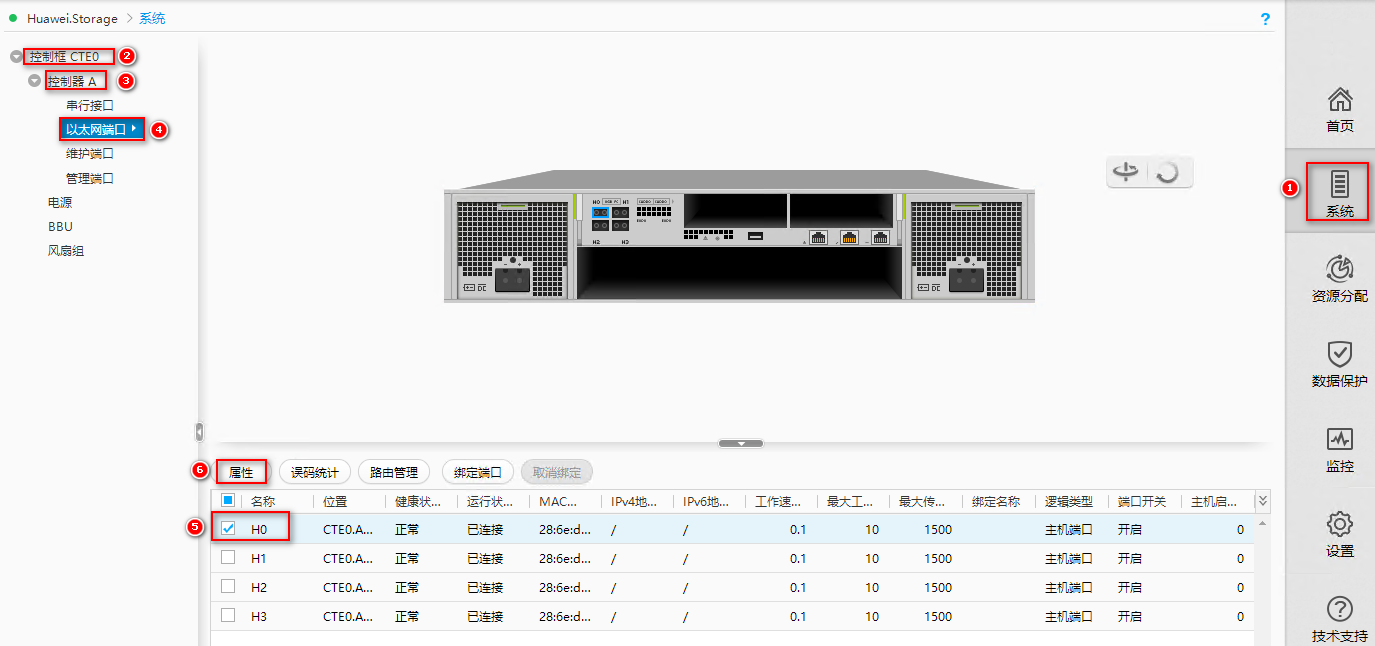 Huawei.Storage > 系统
?
控制框 CTE0 2
控制器 A 3
串行接口
以太网端口 4
维护端口
管理端口
电源
BBU
风扇组
H0 H1
H2 H3
DC
DC
首页
1 系统
资源分配
数据保护
监控
设置
技术支持
6 属性 误码统计 路由管理 绑定端口 取消绑定
名称 位置 健康状... 运行状... MAC... IPv4地... IPv6地... 工作速... 最大工... 最大传... 绑定名称 逻辑类型 端口开关 主机启...
5 H0 CTE0.A... 正常 已连接 28:6e:d... / / 0.1 10 1500 主机端口 开启 0
H1 CTE0.A... 正常 已连接 28:6e:d... / / 0.1 10 1500 主机端口 开启 0
H2 CTE0.A... 正常 已连接 28:6e:d... / / 0.1 10 1500 主机端口 开启 0
H3 CTE0.A... 正常 已连接 28:6e:d... / / 0.1 10 1500 主机端口 开启 0